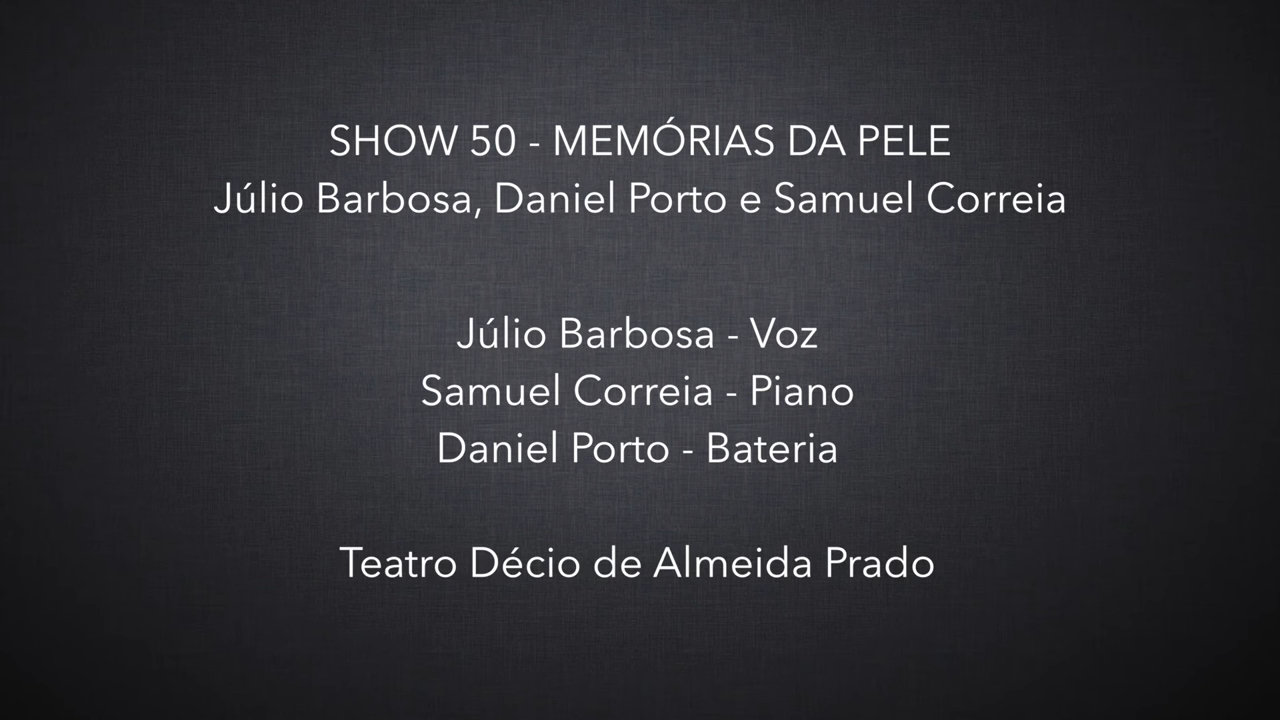 SHOW 50 - MEMÓRIAS DA PELE
Júlio Barbosa, Daniel Porto e Samuel Correia
Júlio Barbosa - Voz
Samuel Correia - Piano
Daniel Porto - Bateria
Teatro Décio de Almeida Prado